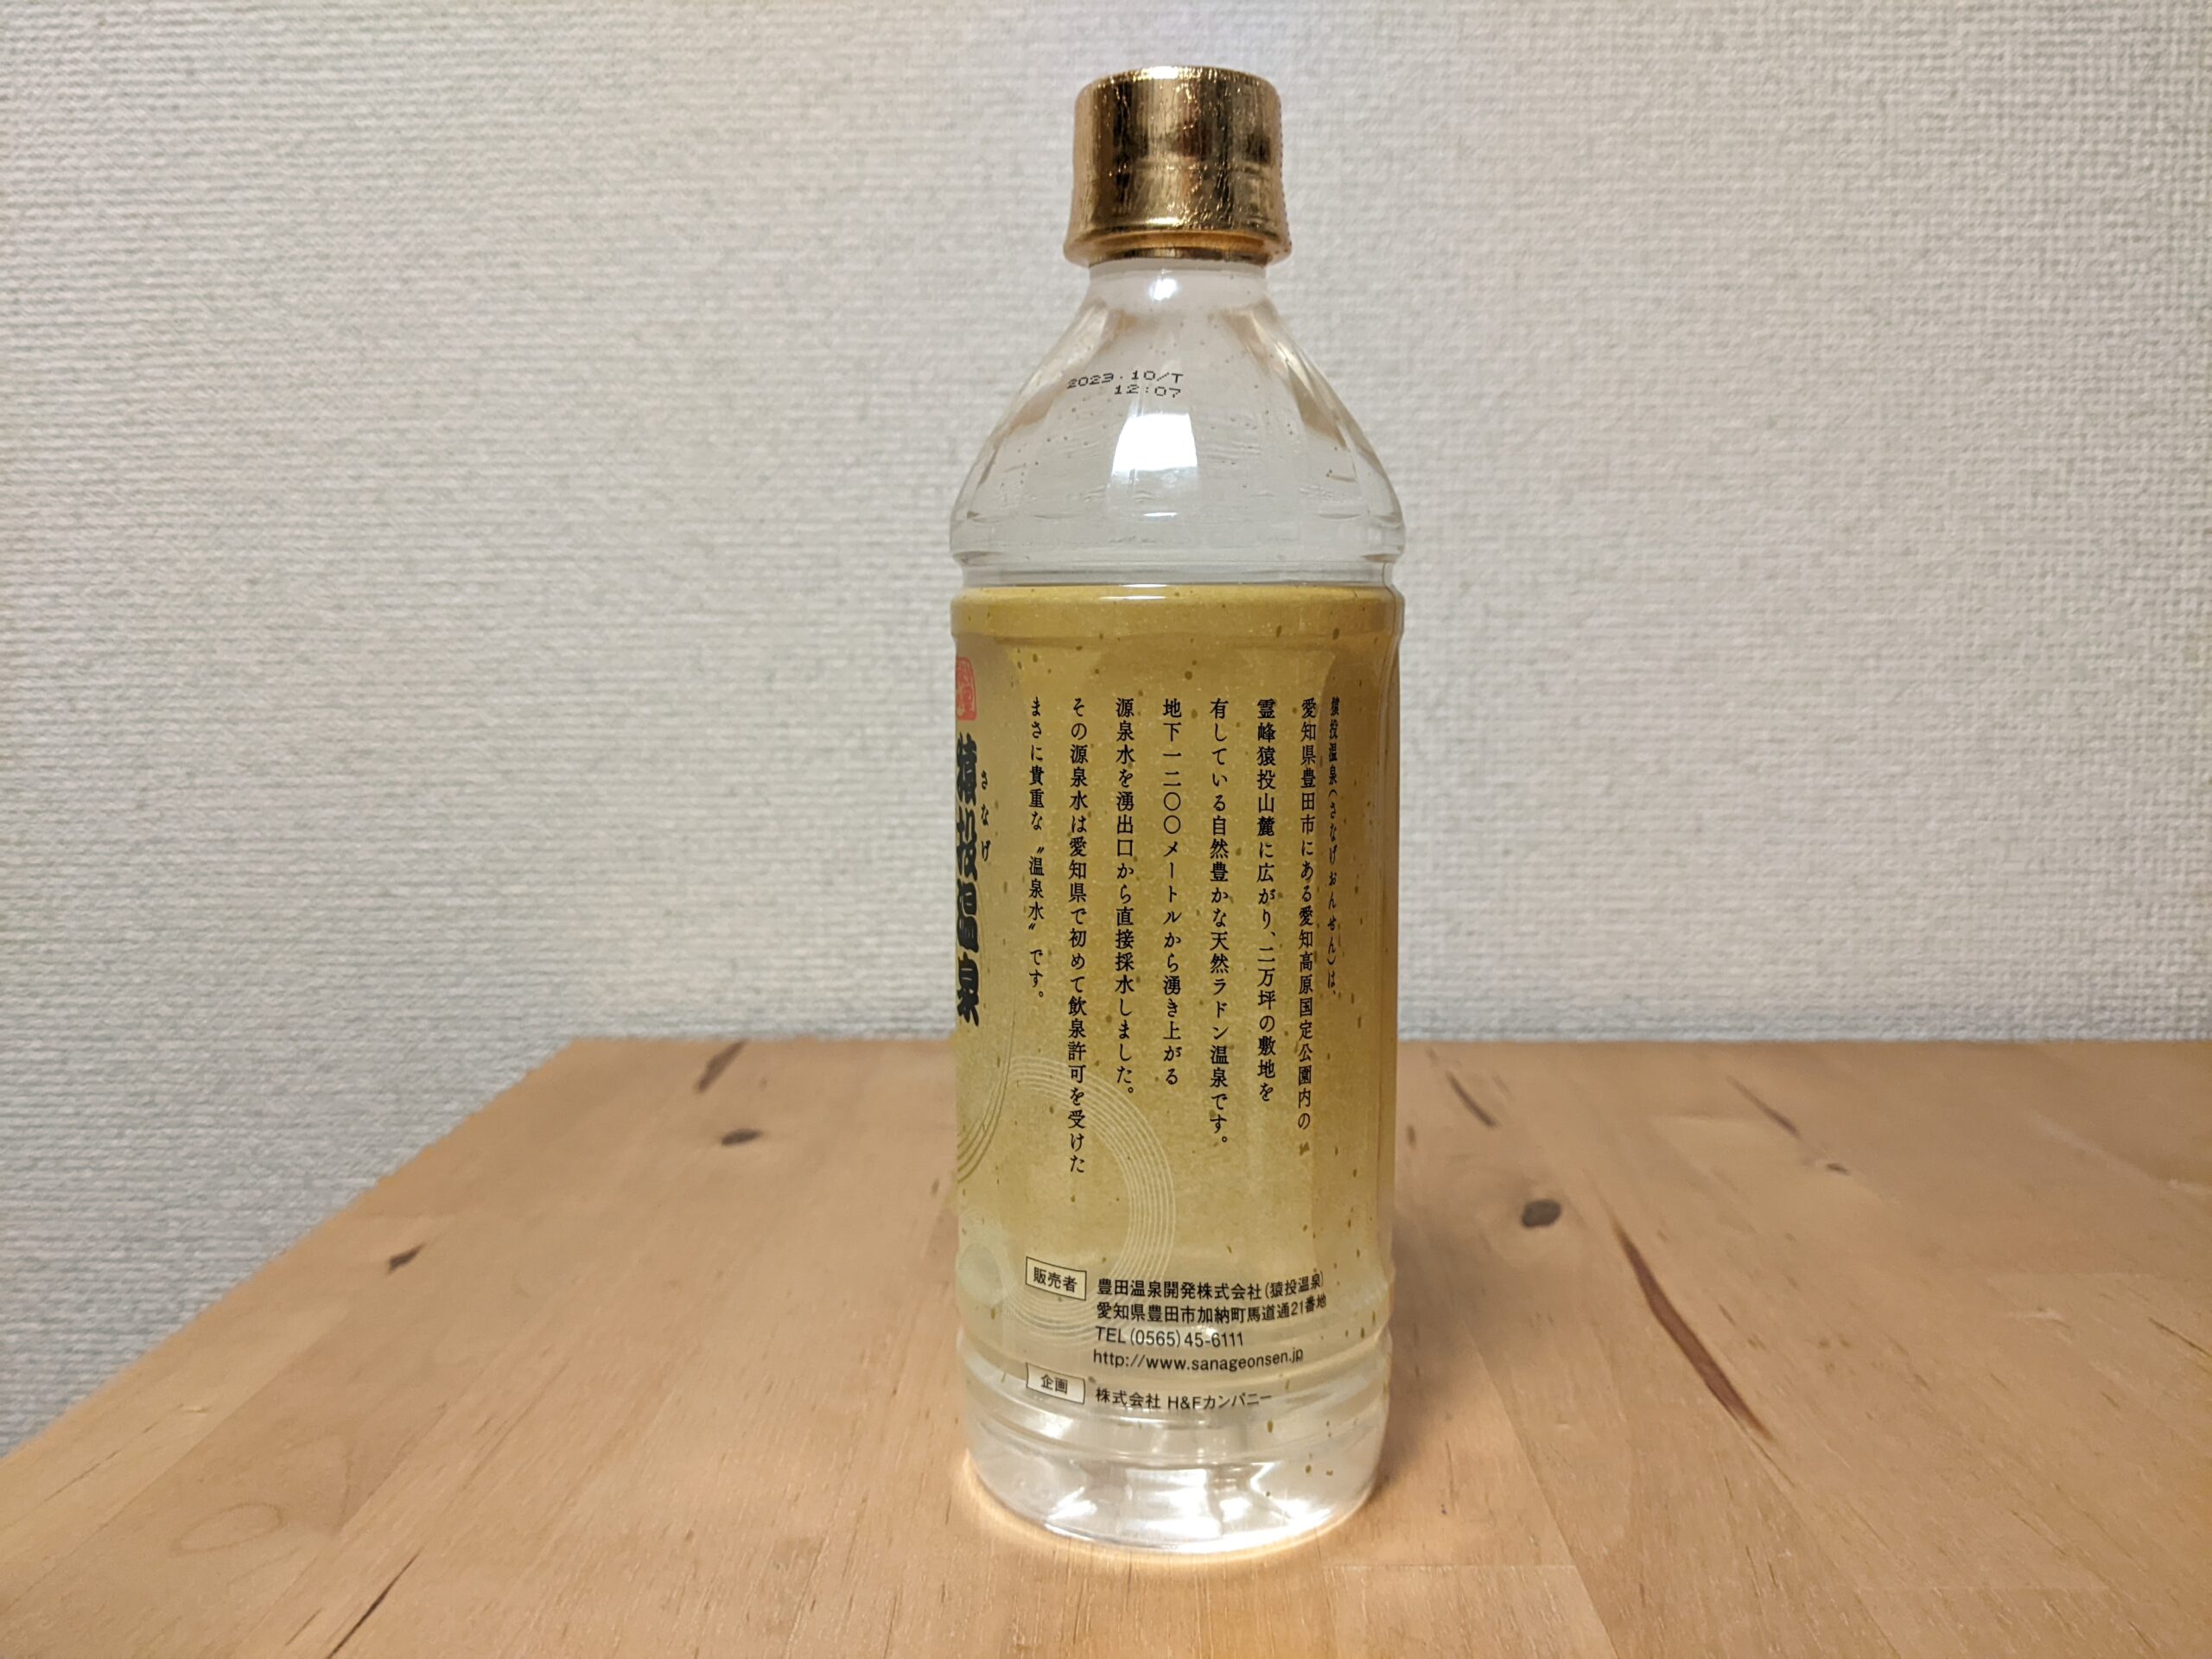 2023.10/T
12:07
猿投温泉(さなげおんせん)は、
愛知県豊田市にある愛知高原国定公園内の
霊峰猿投山麓に広がり、二万坪の敷地を
有している自然豊かな天然ラドン温泉です。
地下一二〇〇メートルから湧き上がる
源泉水を湧出口から直接採水しました。
その源泉水は愛知県で初めて飲泉許可を受けた
まさに貴重な〝温泉水〟です。
さなげ
猿投温泉
販売者 豊田温泉開発株式会社(猿投温泉)
愛知県豊田市加納町馬道通21番地
TEL(0565)45-6111
http://www.sanageonsen.jp
企画 株式会社 H&Fカンパニー